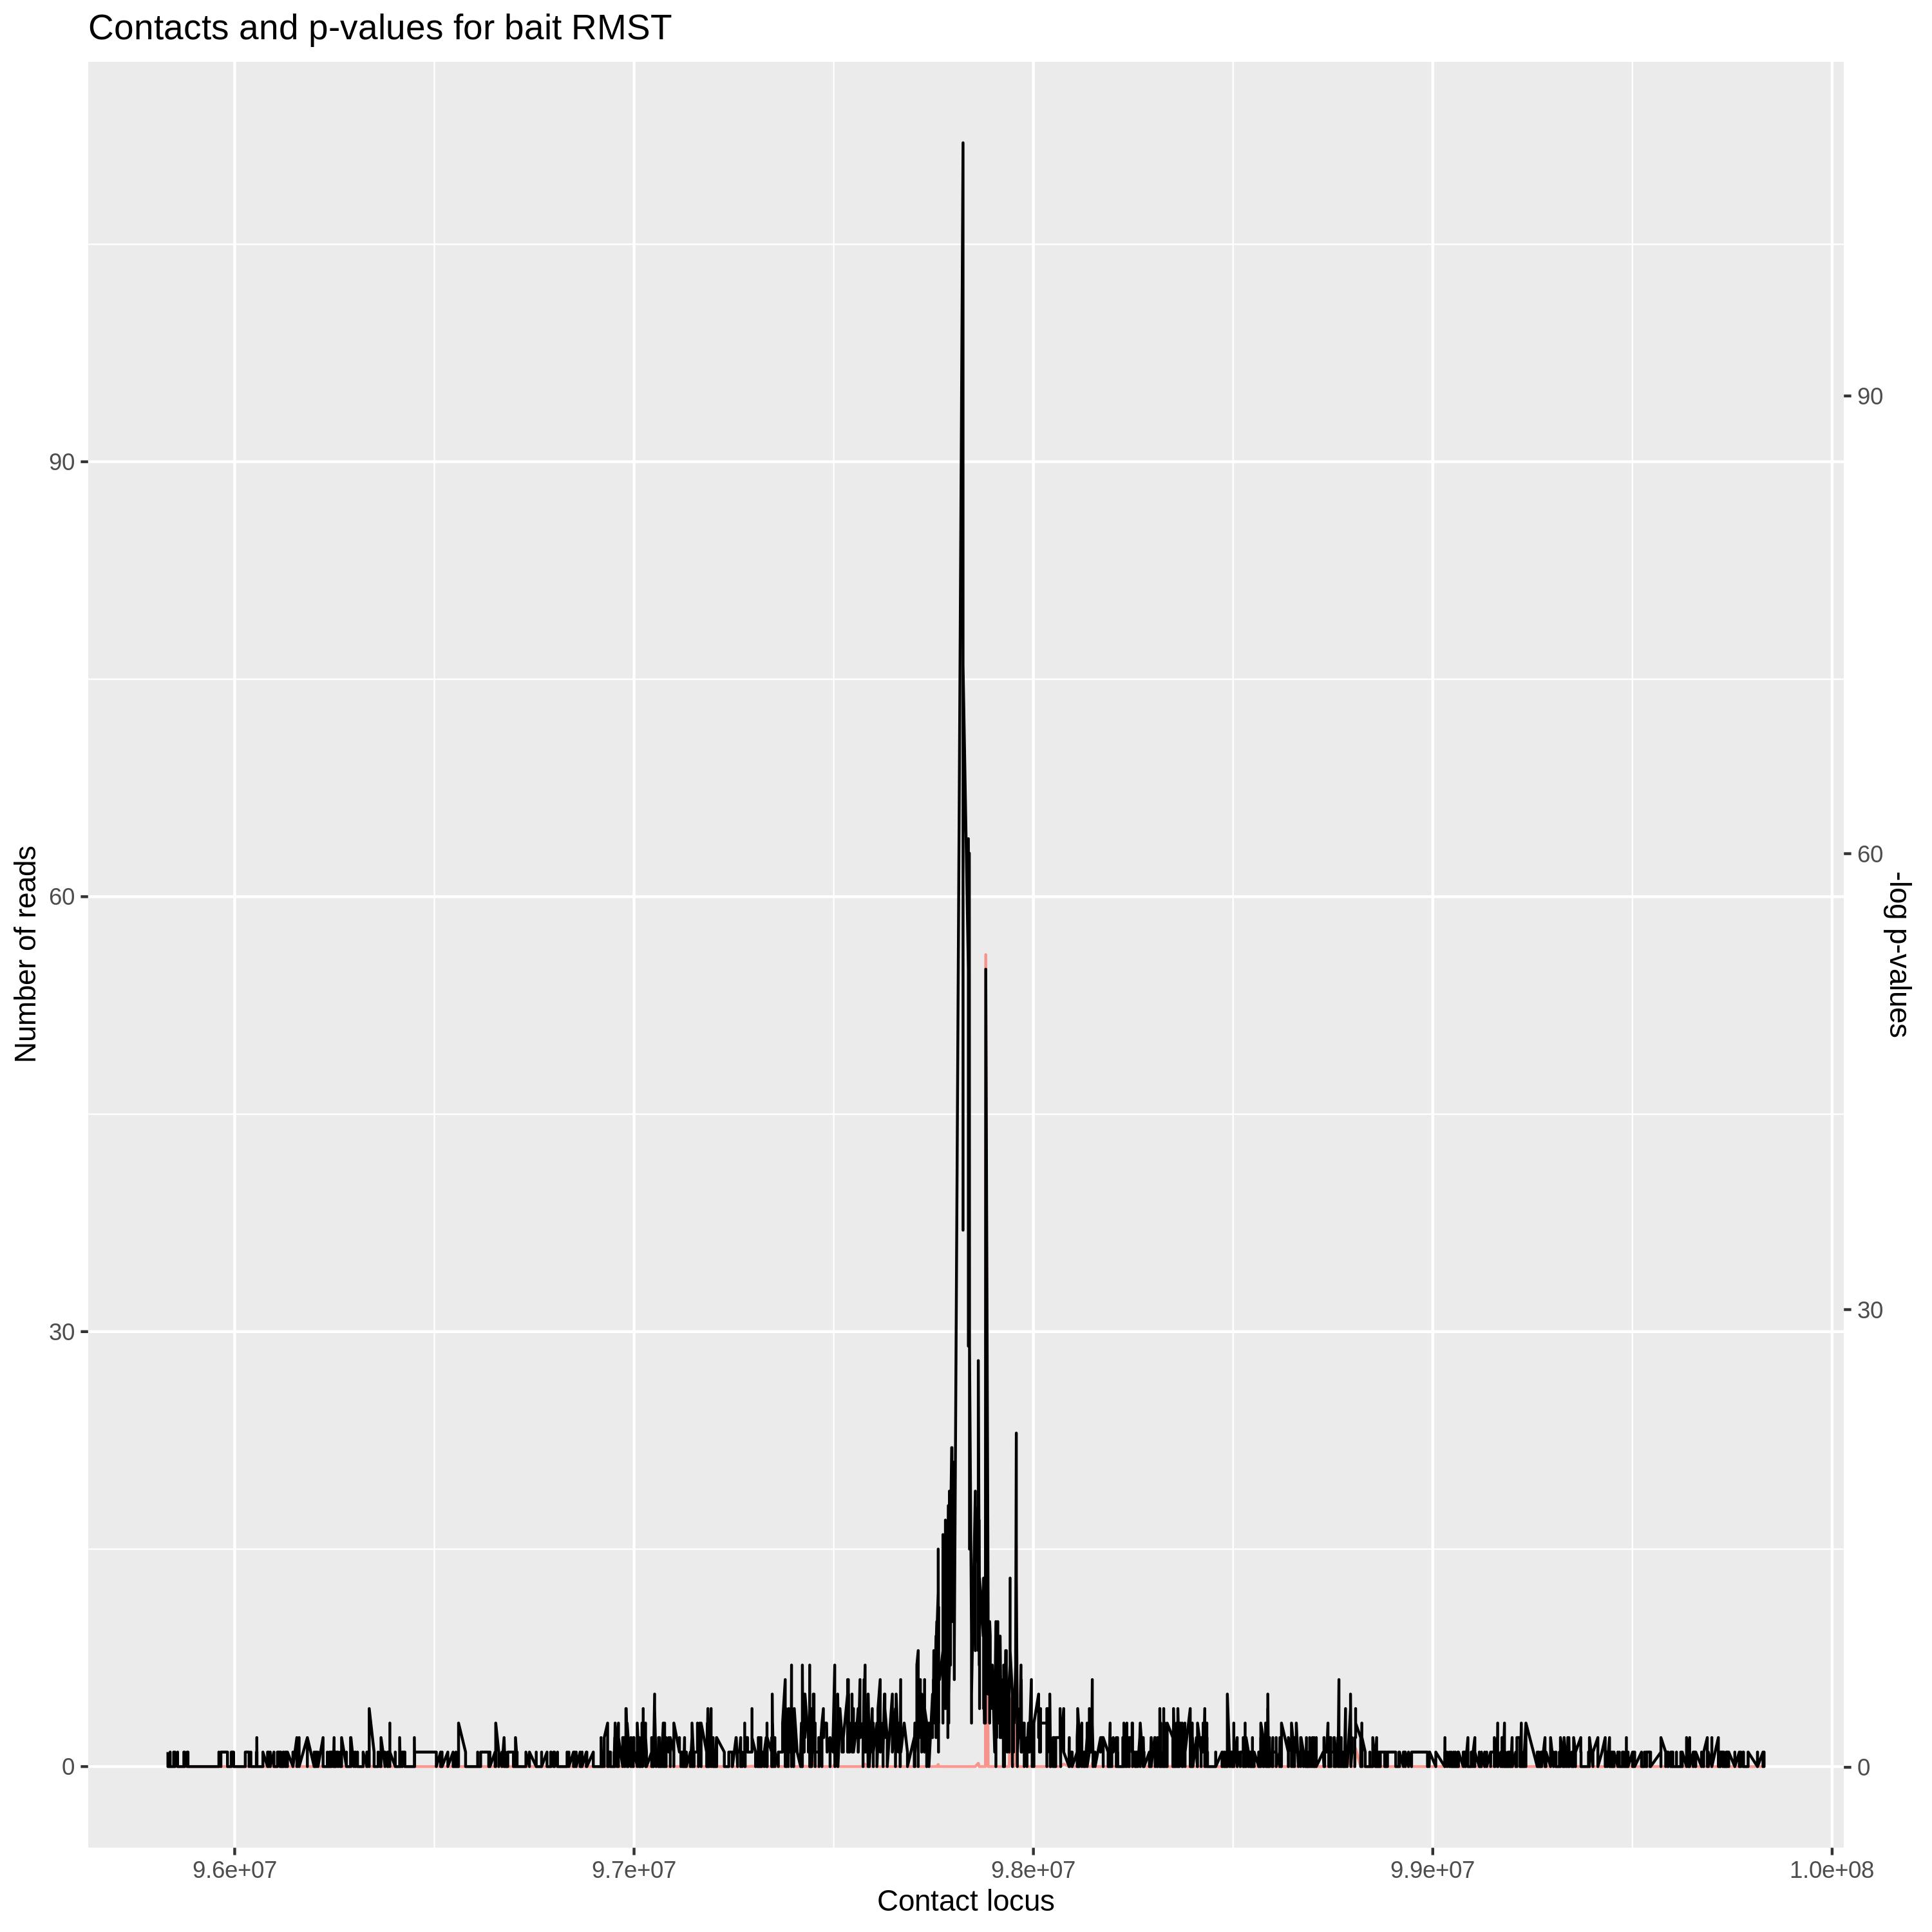 Contacts and p-values for bait RMST
90
60
30
0
Number of reads
90
60
30
0
-log p-values
9.6e+07
9.7e+07
9.8e+07
9.9e+07
1.0e+08
Contact locus